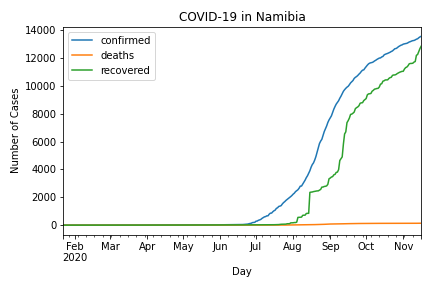 COVID-19 in Namibia
confirmed
deaths
recovered
Number of Cases
14000
12000
10000
8000
6000
4000
2000
0
Feb Mar Apr May Jun Jul Aug Sep Oct Nov
2020
Day